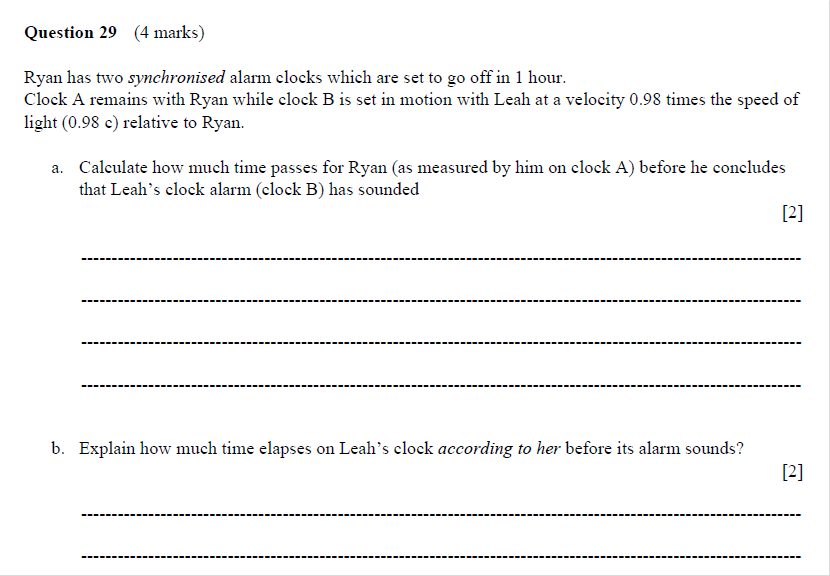 Question 29 (4 marks)
Ryan has two synchronised alarm clocks which are set to go off in 1 hour.
Clock A remains with Ryan while clock B is set in motion with Leah at a velocity 0.98 times the speed of
light (0.98 c) relative to Ryan.
a. Calculate how much time passes for Ryan (as measured by him on clock A) before he concludes
that Leah’s clock alarm (clock B) has sounded
[2]
b. Explain how much time elapses on Leah’s clock according to her before its alarm sounds?
[2]